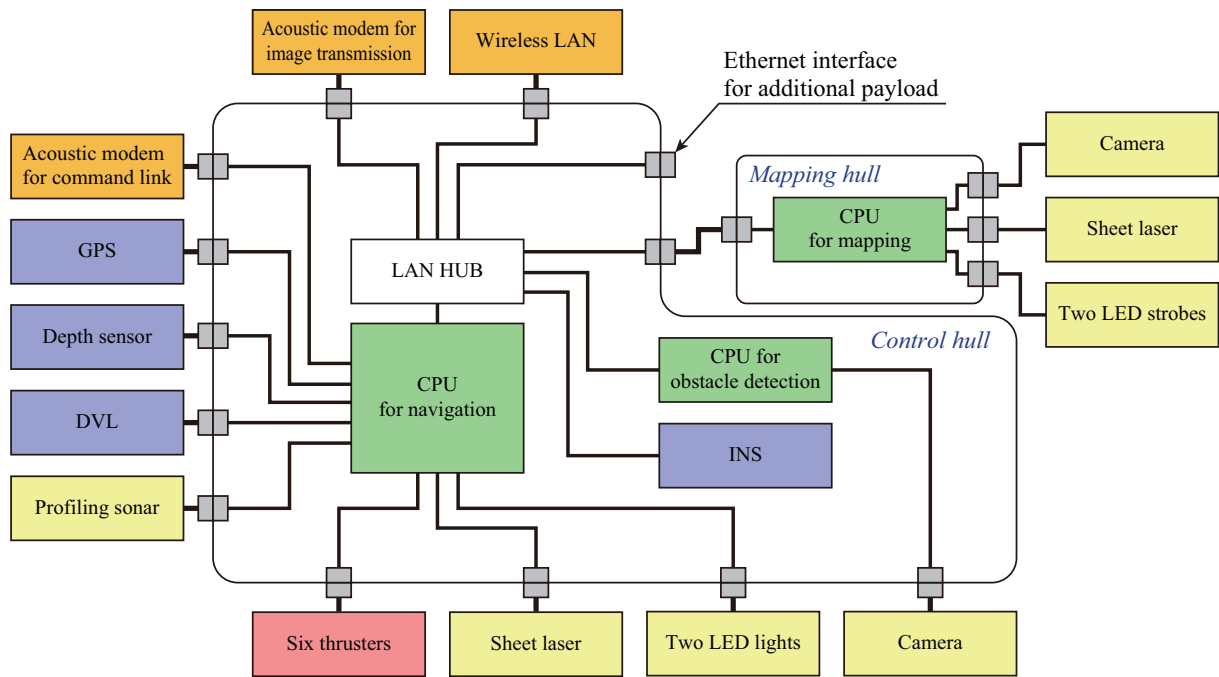 Acoustic modem for
image transmission
Wireless LAN
Ethernet interface
for additional payload
Acoustic modem
for command link
GPS
Depth sensor
DVL
Profiling sonar
LAN HUB
CPU
for navigation
Mapping hull
CPU
for mapping
Camera
Sheet laser
Two LED strobes
Control hull
CPU for
obstacle detection
INS
Six thrusters
Sheet laser
Two LED lights
Camera